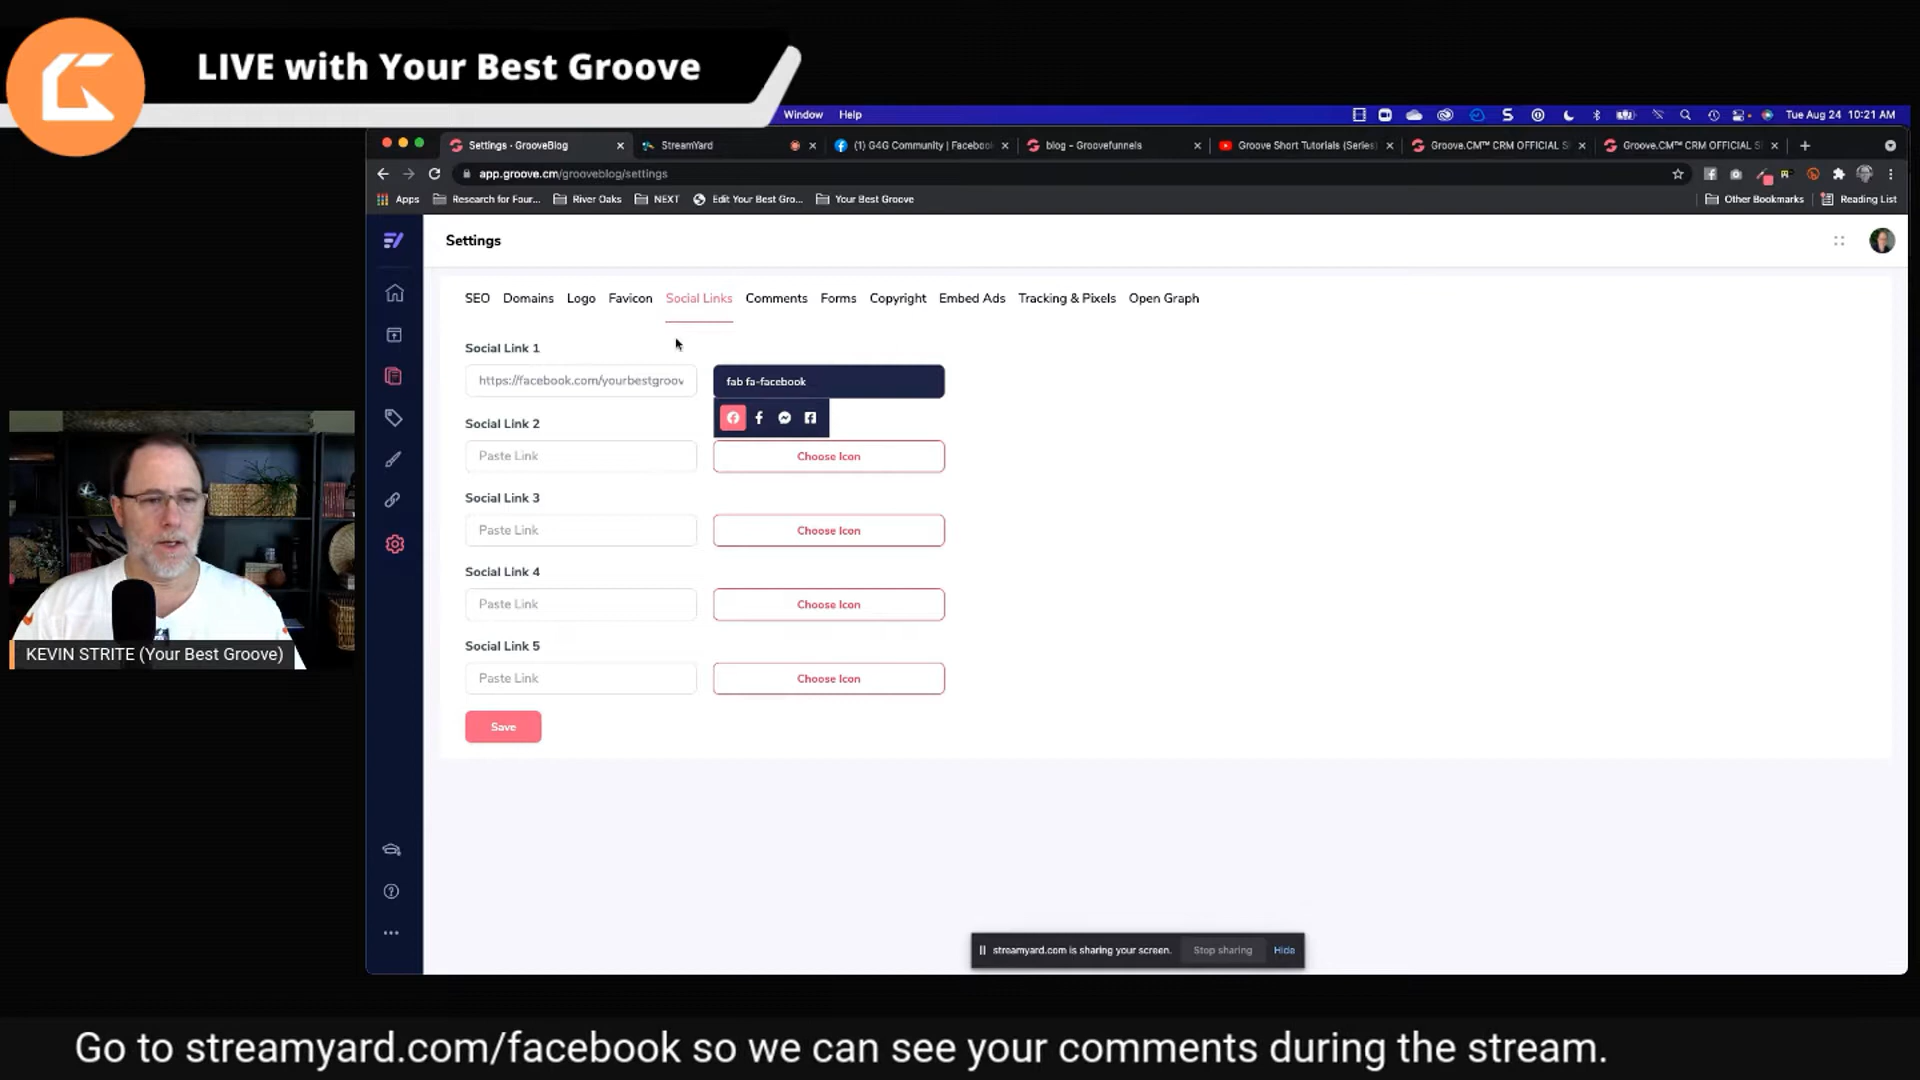 LIVE with Your Best Groove
Window Help
Tue Aug 24 10:21 AM
Settings - GrooveBlog
StreamYard
(1) G4G Community | Facebook
blog – Groovefunnels
Groove Short Tutorials (Series)
Groove.CM™ CRM OFFICIAL S
Groove.CM™ CRM OFFICIAL S
app.groove.cm/grooveblog/settings
Apps
Research for Four...
River Oaks
NEXT
Edit Your Best Gro...
Your Best Groove
Other Bookmarks
Reading List
Settings
SEO Domains Logo Favicon Social Links Comments Forms Copyright Embed Ads Tracking & Pixels Open Graph
Social Link 1
https://facebook.com/yourbestgroov
fab fa-facebook
Social Link 2
Paste Link
Choose Icon
Social Link 3
Paste Link
Choose Icon
Social Link 4
Paste Link
Choose Icon
Social Link 5
Paste Link
Choose Icon
Save
KEVIN STRITE (Your Best Groove)
streamyard.com is sharing your screen.
Stop sharing
Hide
Go to streamyard.com/facebook so we can see your comments during the stream.